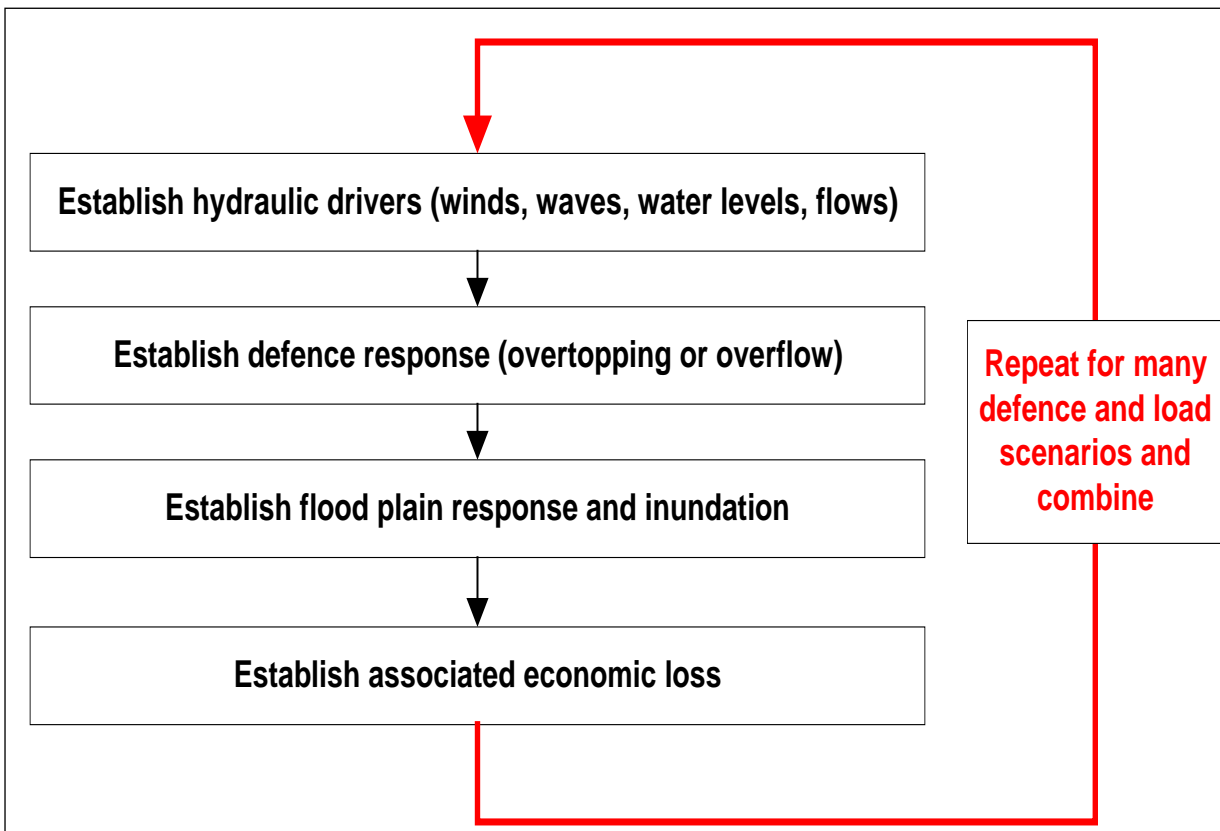 Establish hydraulic drivers (winds, waves, water levels, flows)
Establish defence response (overtopping or overflow)
Establish flood plain response and inundation
Establish associated economic loss
Repeat for many
defence and load
scenarios and
combine